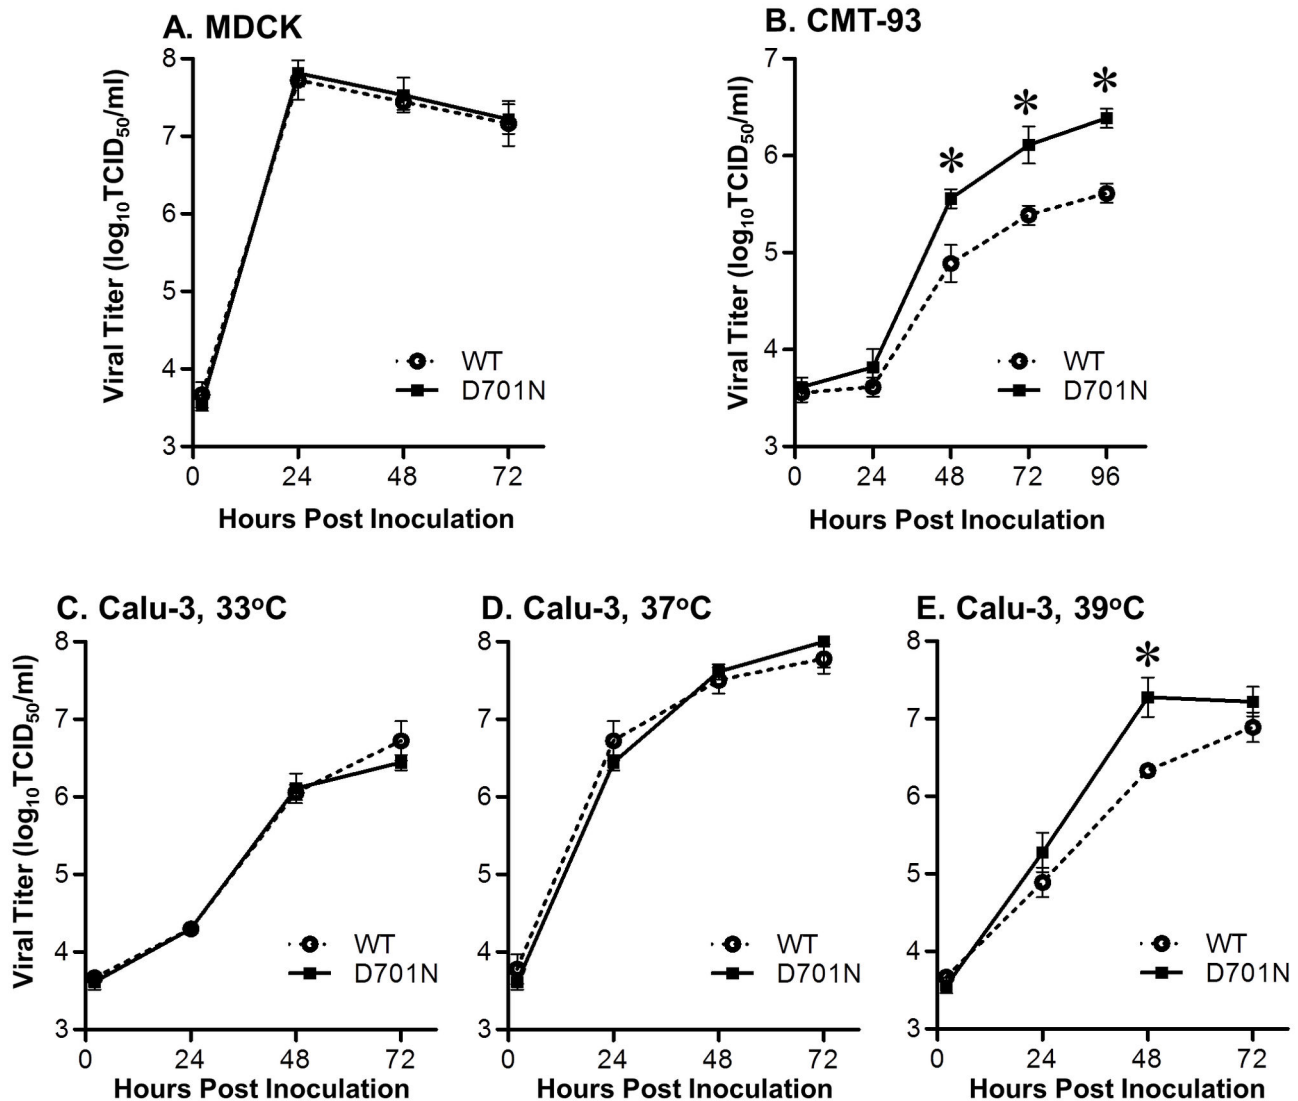 A. MDCK
Viral Titer (log₁₀TCID₅₀/ml)
8
7
6
5
4
3
WT
D701N
0 24 48 72
Hours Post Inoculation
B. CMT-93
Viral Titer (log₁₀TCID₅₀/ml)
7
6
5
4
3
* * *
WT
D701N
0 24 48 72 96
Hours Post Inoculation
C. Calu-3, 33ºC
Viral Titer (log₁₀TCID₅₀/ml)
8
7
6
5
4
3
WT
D701N
0 24 48 72
Hours Post Inoculation
D. Calu-3, 37ºC
8
7
6
5
4
3
WT
D701N
0 24 48 72
Hours Post Inoculation
E. Calu-3, 39ºC
8
7
6
5
4
3
*
WT
D701N
0 24 48 72
Hours Post Inoculation